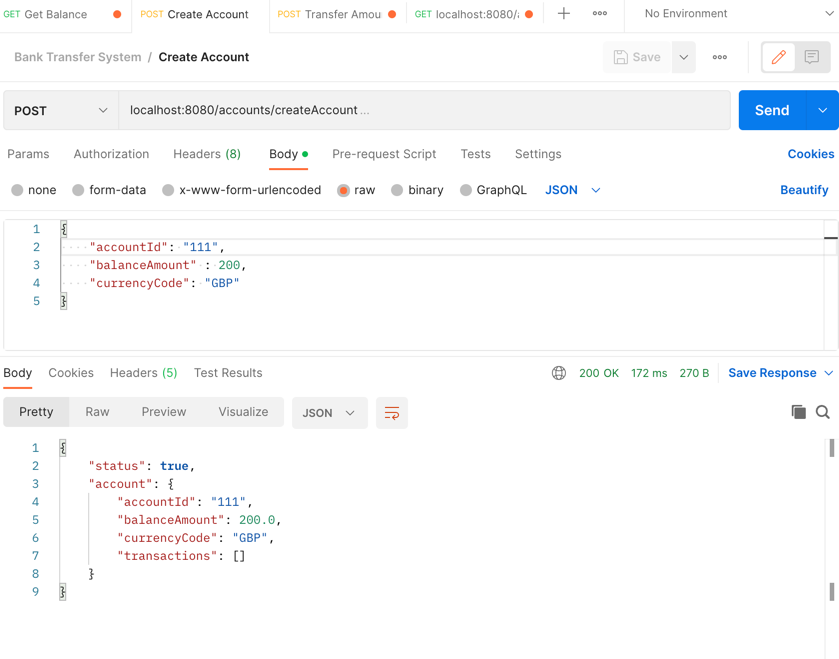 GET Get Balance POST Create Account POST Transfer Amou GET localhost:8080/a No Environment
Bank Transfer System / Create Account Save
POST localhost:8080/accounts/createAccount ... Send
Params Authorization Headers (8) Body Pre-request Script Tests Settings Cookies
none form-data x-www-form-urlencoded raw binary GraphQL JSON Beautify
1 {
2 "accountId": "111",
3 "balanceAmount" : 200,
4 "currencyCode": "GBP"
5 }
Body Cookies Headers (5) Test Results 200 OK 172 ms 270 B Save Response
Pretty Raw Preview Visualize JSON
1 {
2 "status": true,
3 "account": {
4 "accountId": "111",
5 "balanceAmount": 200.0,
6 "currencyCode": "GBP",
7 "transactions": []
8 }
9 }